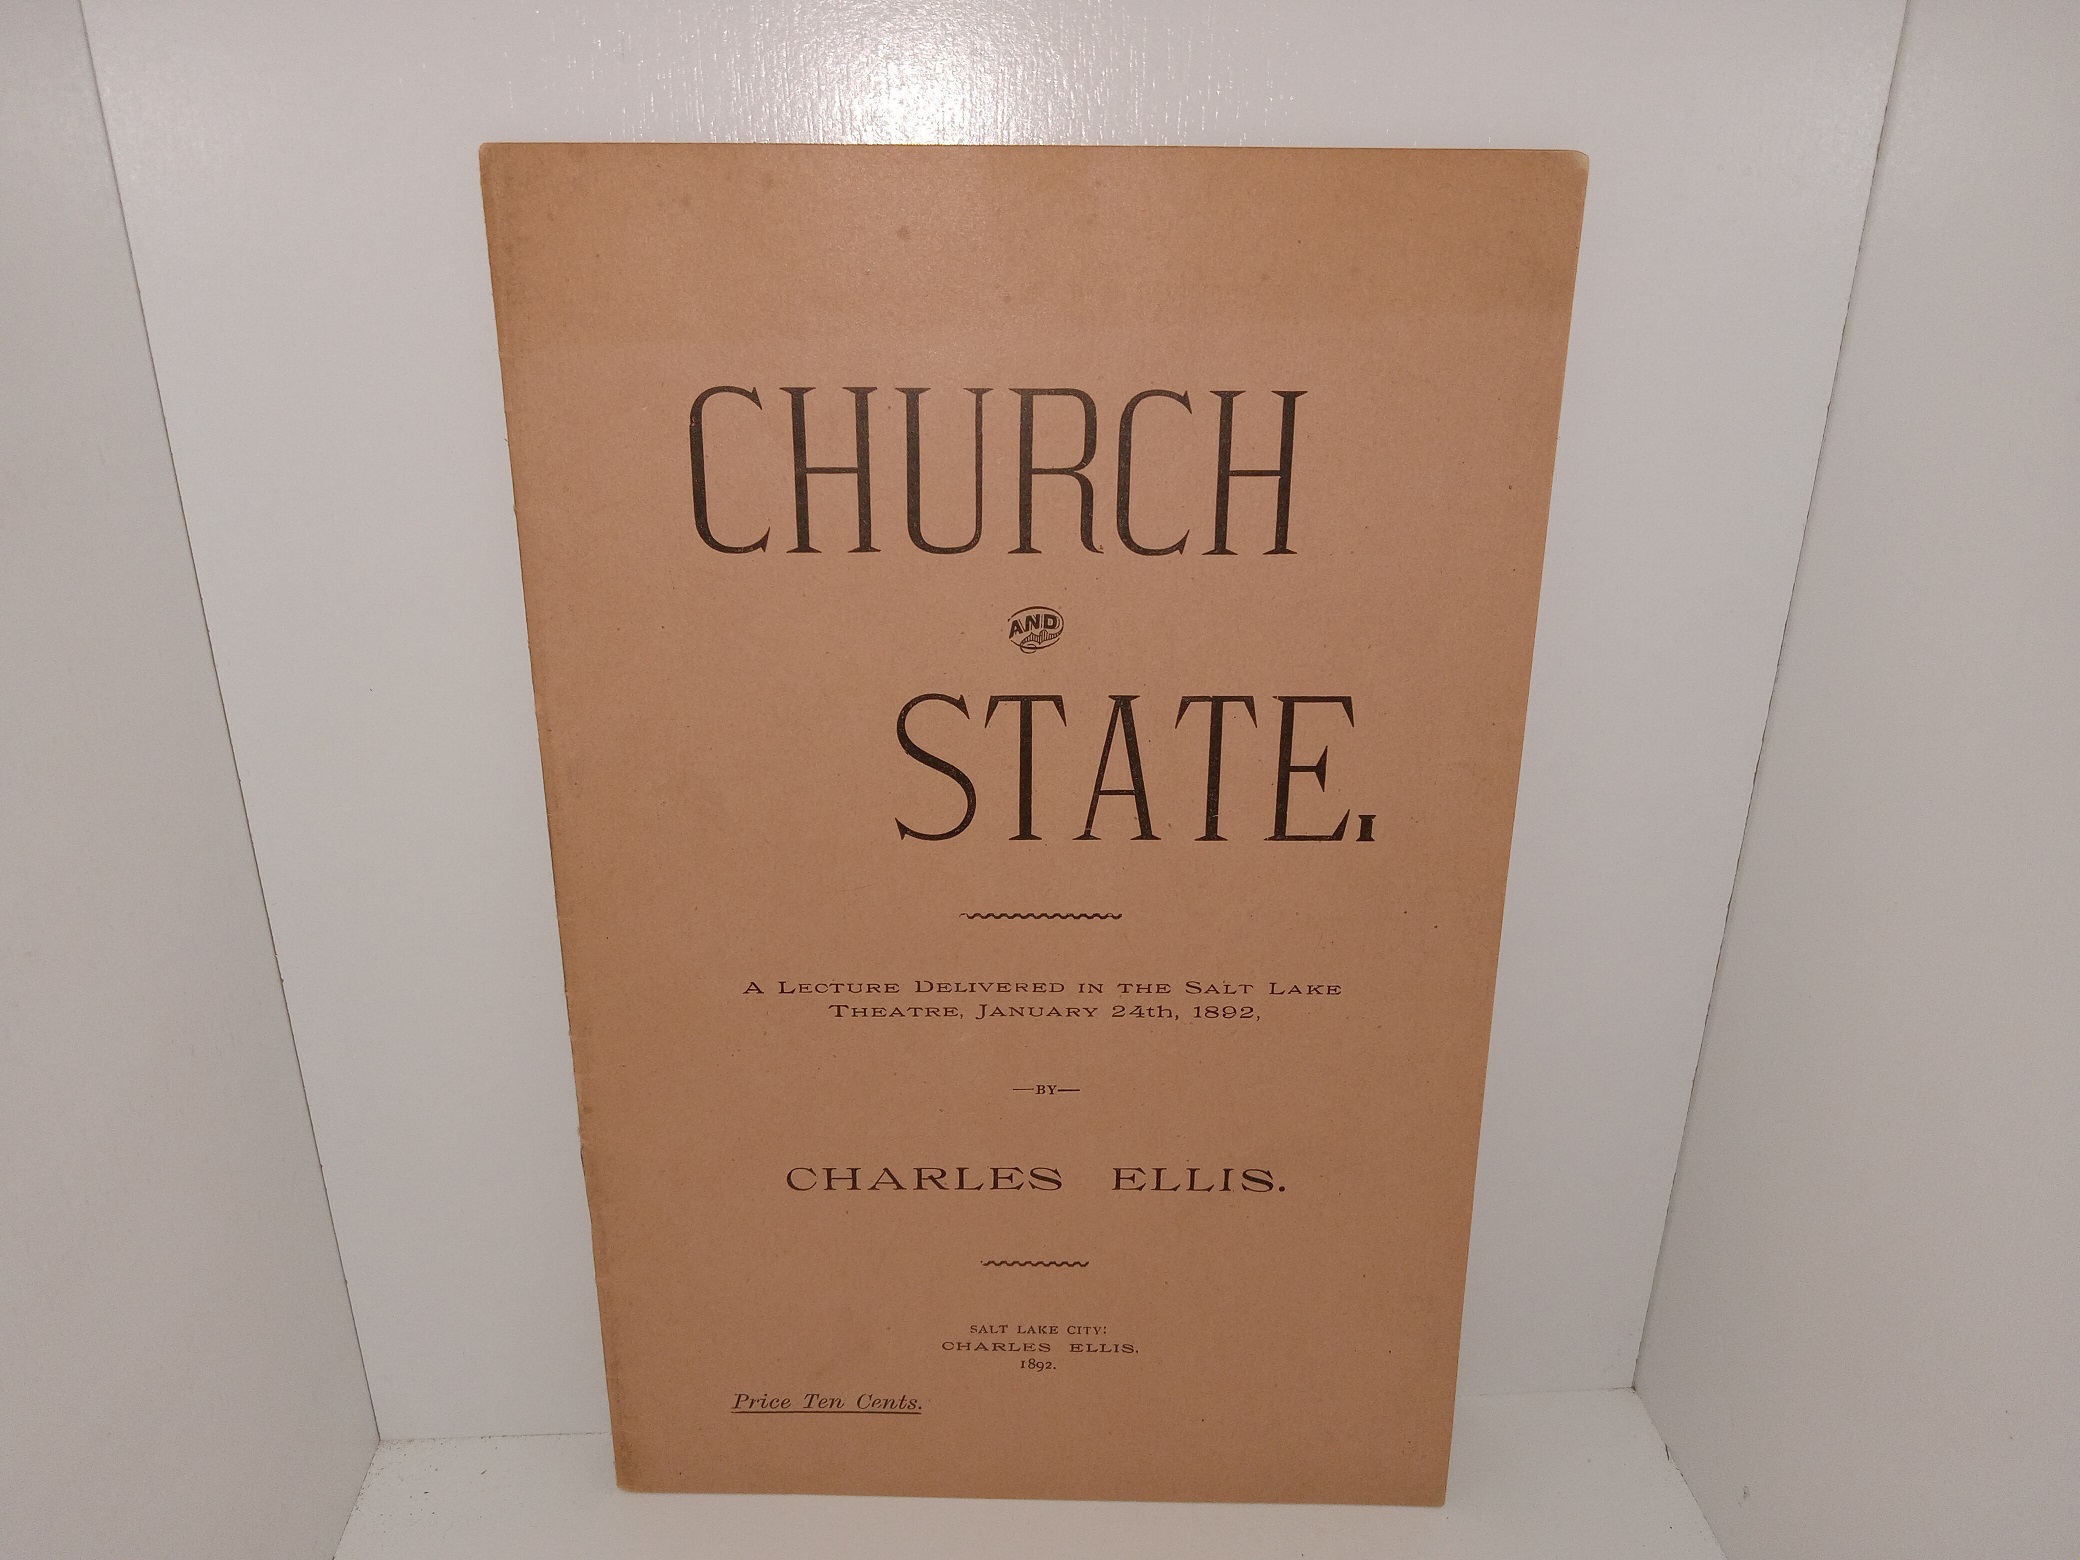 CHURCH
AND
STATE.
A Lecture Delivered in the Salt Lake
Theatre, January 24th, 1892,
—BY—
CHARLES ELLIS.
SALT LAKE CITY:
CHARLES ELLIS.
1892.
Price Ten Cents.